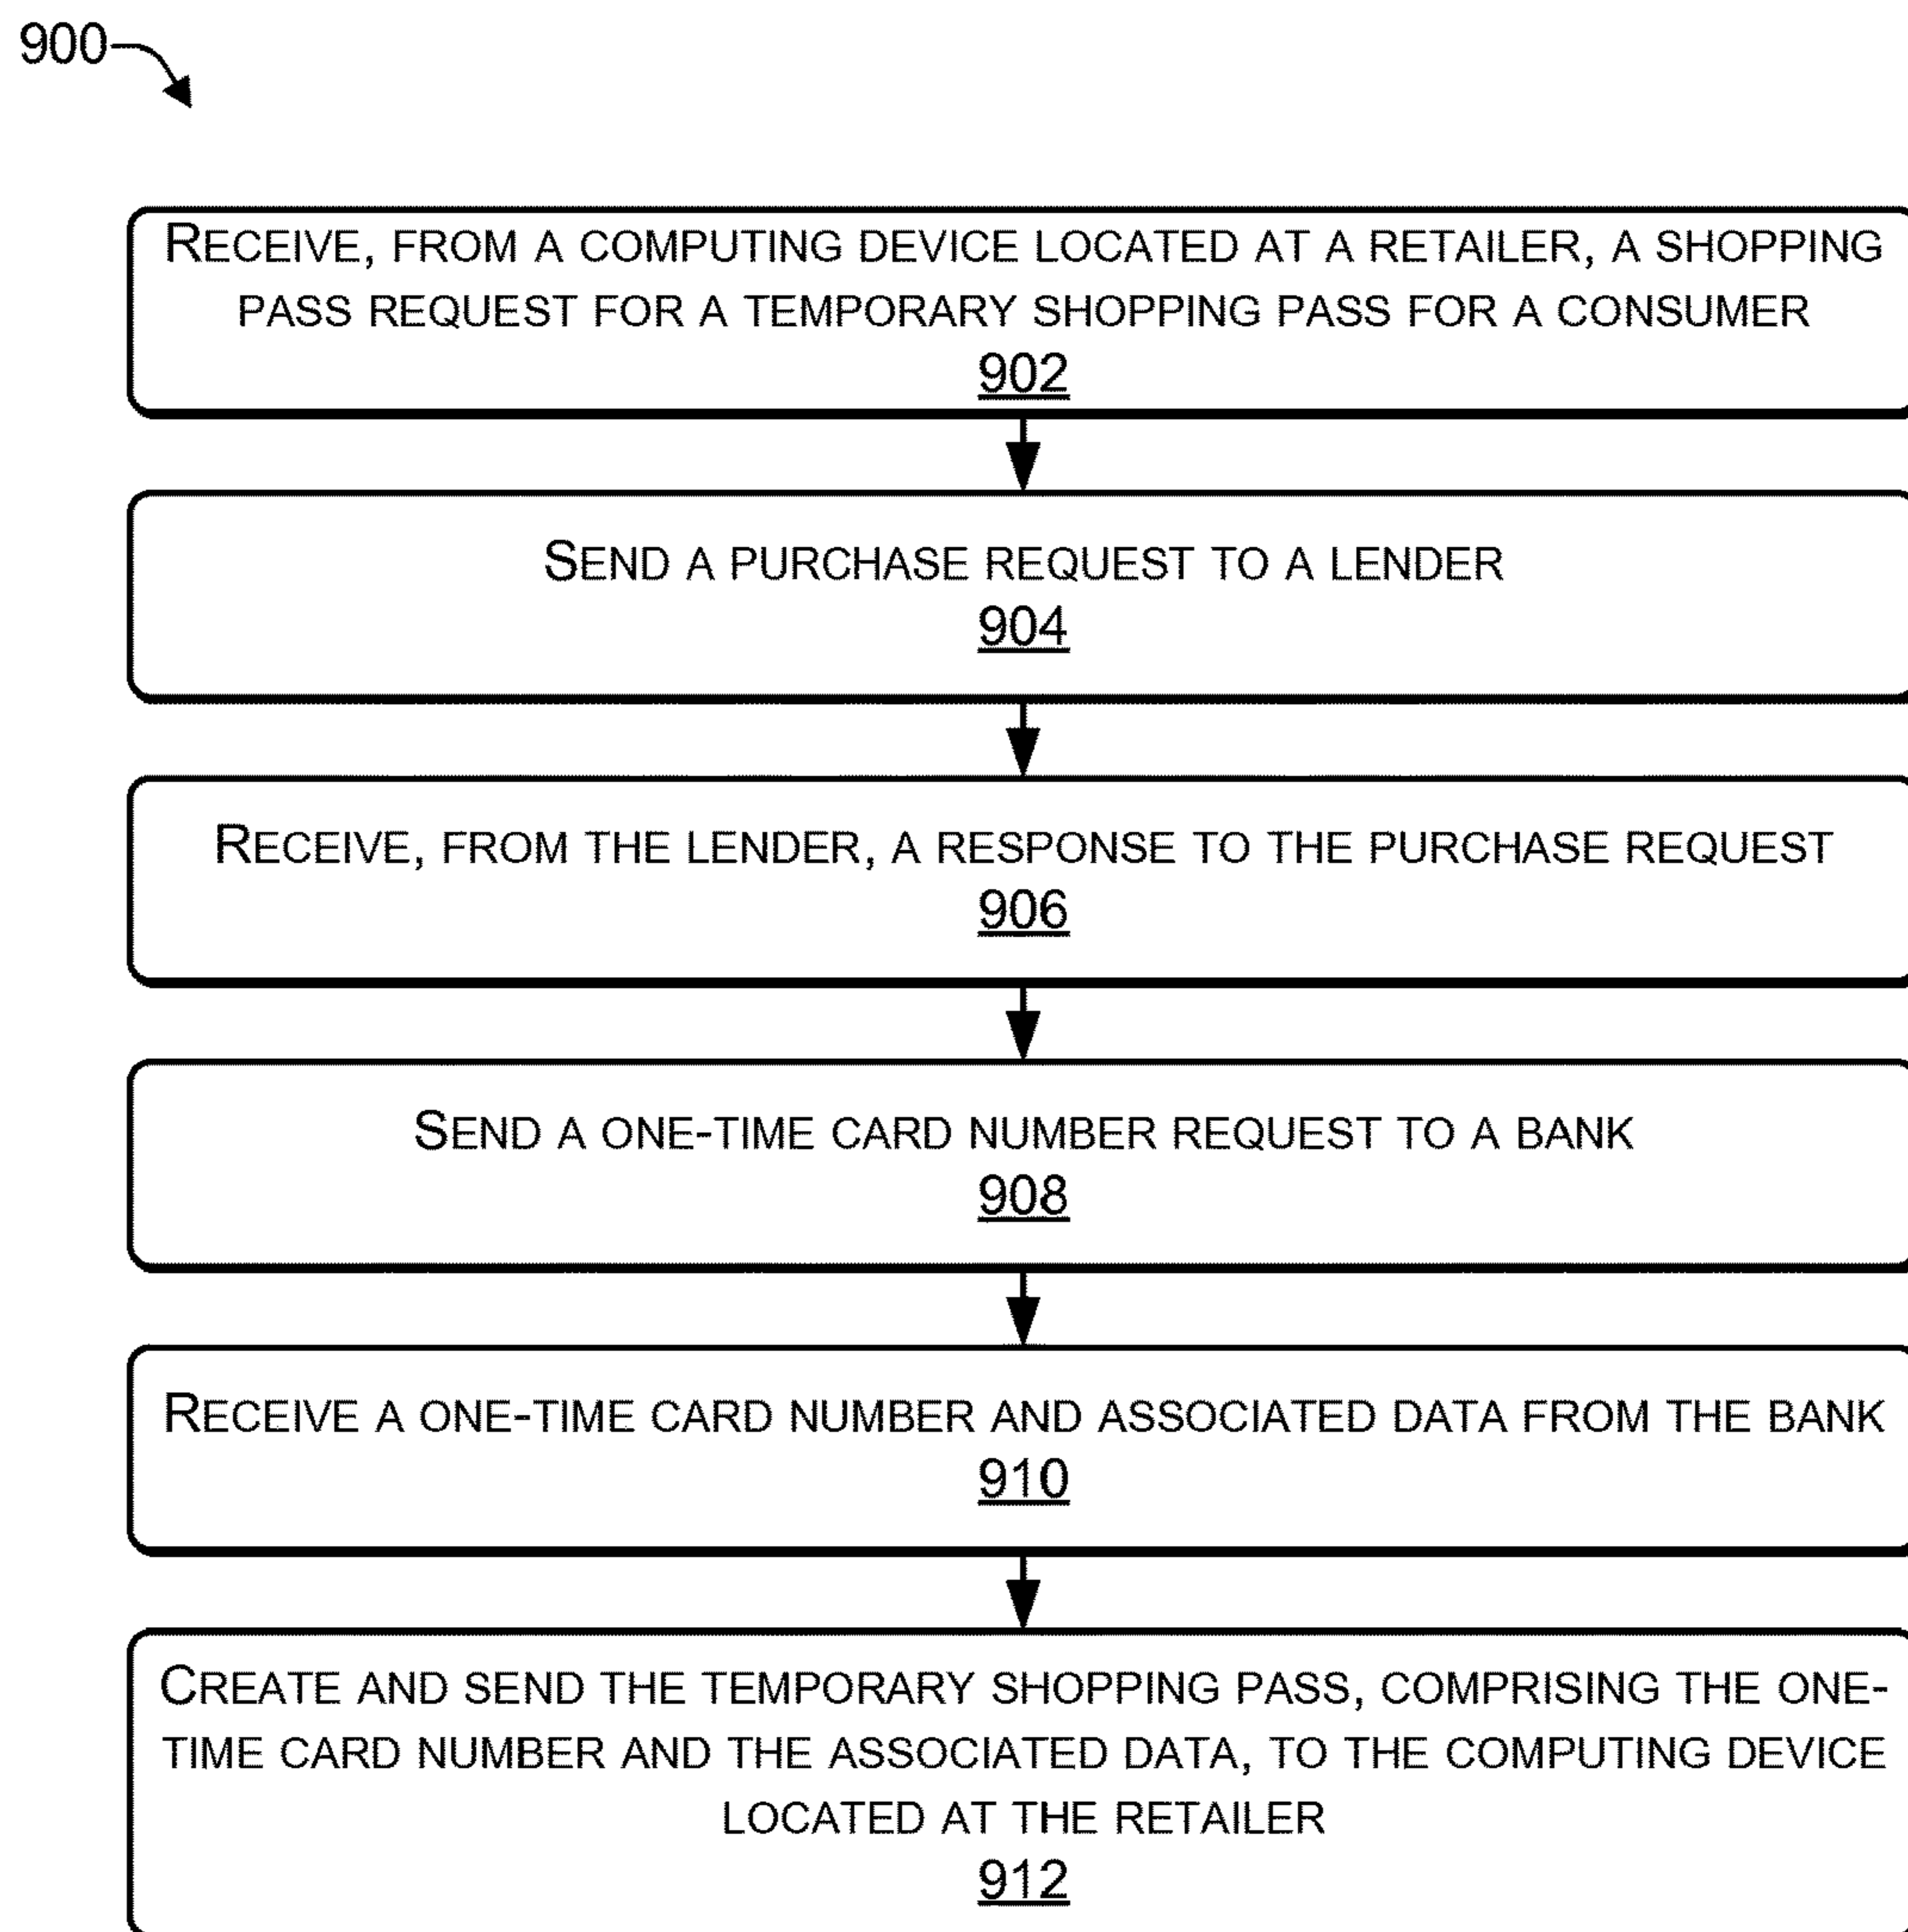 900
RECEIVE, FROM A COMPUTING DEVICE LOCATED AT A RETAILER, A SHOPPING
PASS REQUEST FOR A TEMPORARY SHOPPING PASS FOR A CONSUMER
902
SEND A PURCHASE REQUEST TO A LENDER
904
RECEIVE, FROM THE LENDER, A RESPONSE TO THE PURCHASE REQUEST
906
SEND A ONE-TIME CARD NUMBER REQUEST TO A BANK
908
RECEIVE A ONE-TIME CARD NUMBER AND ASSOCIATED DATA FROM THE BANK
910
CREATE AND SEND THE TEMPORARY SHOPPING PASS, COMPRISING THE ONE-
TIME CARD NUMBER AND THE ASSOCIATED DATA, TO THE COMPUTING DEVICE
LOCATED AT THE RETAILER
912